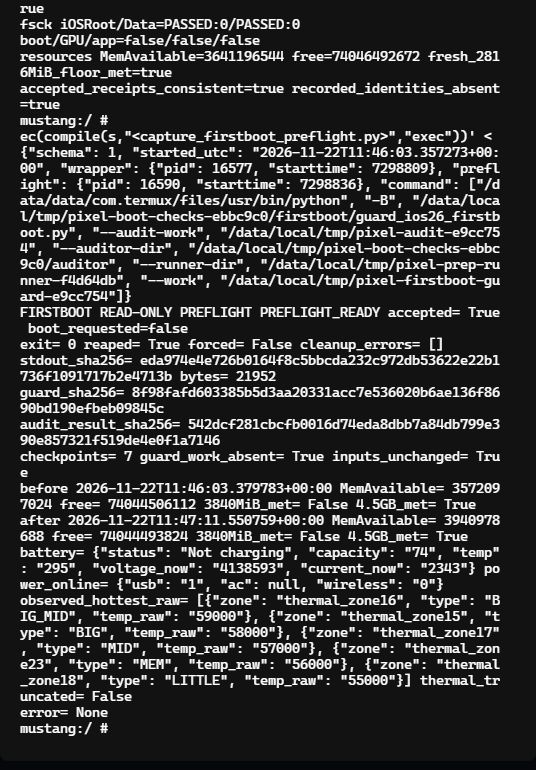 rue
fsck iOSRoot/Data=PASSED:0/PASSED:0
boot/GPU/app=false/false/false
resources MemAvailable=3641196544 free=74046492672 fresh_281
6MiB_floor_met=true
accepted_receipts_consistent=true recorded_identities_absent
=true
mustang:/ #
ec(compile(s,"<capture_firstboot_preflight.py>","exec"))' <
{"schema": 1, "started_utc": "2026-11-22T11:46:03.357273+00:
00", "wrapper": {"pid": 16577, "starttime": 7298809}, "prefl
ight": {"pid": 16590, "starttime": 7298836}, "command": ["/d
ata/data/com.termux/files/usr/bin/python", "-B", "/data/loca
l/tmp/pixel-boot-checks-ebbc9c0/firstboot/guard_ios26_firstb
oot.py", "--audit-work", "/data/local/tmp/pixel-audit-e9cc75
4", "--auditor-dir", "/data/local/tmp/pixel-boot-checks-ebbc
9c0/auditor", "--runner-dir", "/data/local/tmp/pixel-prep-ru
nner-f4d64db", "--work", "/data/local/tmp/pixel-firstboot-gu
ard-e9cc754"]}
FIRSTBOOT READ-ONLY PREFLIGHT PREFLIGHT_READY accepted= True
 boot_requested=false
exit= 0 reaped= True forced= False cleanup_errors= []
stdout_sha256= eda974e4e726b0164f8c5bbcda232c972db53622e22b1
736f1091717b2e4713b bytes= 21952
guard_sha256= 8f98fafd603385b5d3aa20331acc7e536020b6ae136f86
90bd190efbeb09845c
audit_result_sha256= 542dcf281cbcfb0016d74eda8dbb7a84db799e3
90e857321f519de4e0f1a7146
checkpoints= 7 guard_work_absent= True inputs_unchanged= Tru
e
before 2026-11-22T11:46:03.379783+00:00 MemAvailable= 357209
7024 free= 74044506112 3840MiB_met= False 4.5GB_met= True
after 2026-11-22T11:47:11.550759+00:00 MemAvailable= 3940978
688 free= 74044493824 3840MiB_met= False 4.5GB_met= True
battery= {"status": "Not charging", "capacity": "74", "temp"
: "295", "voltage_now": "4138593", "current_now": "2343"} po
wer_online= {"usb": "1", "ac": null, "wireless": "0"}
observed_hottest_raw= [{"zone": "thermal_zone16", "type": "B
IG_MID", "temp_raw": "59000"}, {"zone": "thermal_zone15", "t
ype": "BIG", "temp_raw": "58000"}, {"zone": "thermal_zone17"
, "type": "MID", "temp_raw": "57000"}, {"zone": "thermal_zon
e23", "type": "MEM", "temp_raw": "56000"}, {"zone": "thermal
_zone18", "type": "LITTLE", "temp_raw": "55000"}] thermal_tr
uncated= False
error= None
mustang:/ #